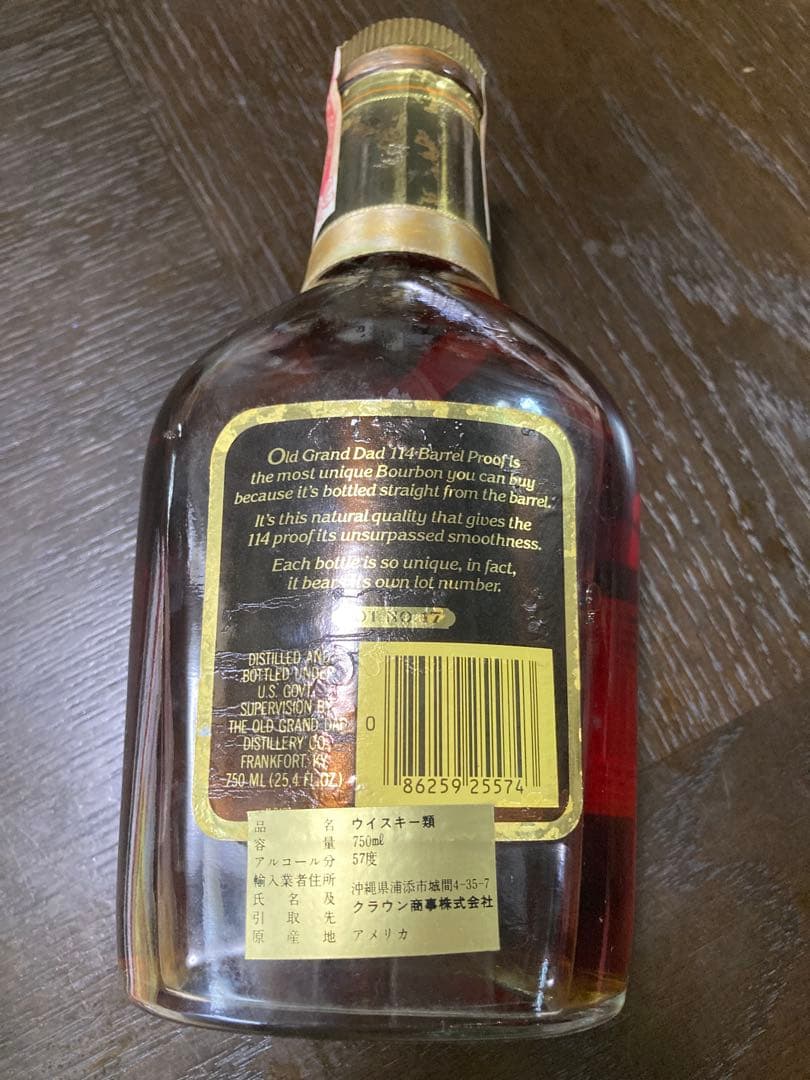 Old Grand Dad 114 Barrel Proof is
the most unique Bourbon you can buy
because it's bottled straight from the barrel.
It's this natural quality that gives the
114 proof its unsurpassed smoothness.
Each bottle is so unique, in fact,
it bears its own lot number.
DISTILLED AND
BOTTLED UNDER
U.S. GOVT.
SUPERVISION BY
THE OLD GRAND DAD
DISTILLERY CO.
FRANKFORT, KY.
750 ML (25.4 FL.OZ.)
0 86259 25574
品名 ウイスキー類
容量 750ml
アルコール分 57度
輸入業者住所 沖縄県浦添市城間4-35-7
氏名及 クラウン商事株式会社
引取先
原産地 アメリカ